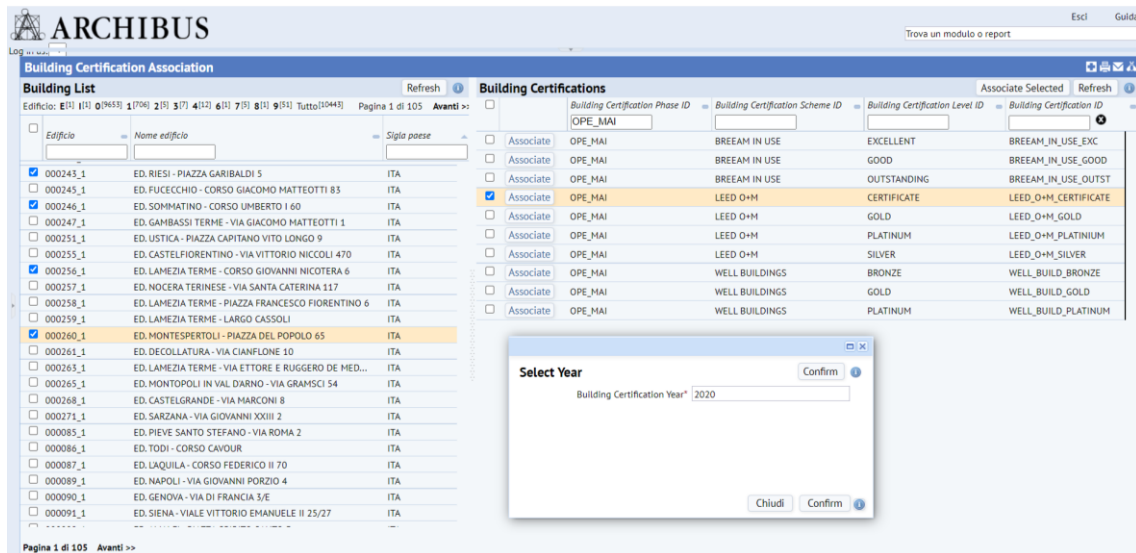 ARCHIBUS
Esci Guida
Trova un modulo o report
Building Certification Association
Building List Refresh
Edificio: E[1] I[1] 0[9653] 1[706] 2[5] 3[7] 4[12] 6[1] 7[5] 8[1] 9[51] Tutto[10443] Pagina 1 di 105 Avanti >>
Edificio Nome edificio Sigla paese
000243_1 ED. RIESI - PIAZZA GARIBALDI 5 ITA
000245_1 ED. FUCECCHIO - CORSO GIACOMO MATTEOTTI 83 ITA
000246_1 ED. SOMMATINO - CORSO UMBERTO I 60 ITA
000247_1 ED. GAMBASSI TERME - VIA GIACOMO MATTEOTTI 1 ITA
000251_1 ED. USTICA - PIAZZA CAPITANO VITO LONGO 9 ITA
000255_1 ED. CASTELFIORENTINO - VIA VITTORIO NICCOLI 470 ITA
000256_1 ED. LAMEZIA TERME - CORSO GIOVANNI NICOTERA 6 ITA
000257_1 ED. NOCERA TERINESE - VIA SANTA CATERINA 117 ITA
000258_1 ED. LAMEZIA TERME - PIAZZA FRANCESCO FIORENTINO 6 ITA
000259_1 ED. LAMEZIA TERME - LARGO CASSOLI ITA
000260_1 ED. MONTESPERTOLI - PIAZZA DEL POPOLO 65 ITA
000261_1 ED. DECOLLATURA - VIA CIANFLONE 10 ITA
000263_1 ED. LAMEZIA TERME - VIA ETTORE E RUGGERO DE MED... ITA
000265_1 ED. MONTOPOLI IN VAL D'ARNO - VIA GRAMSCI 54 ITA
000268_1 ED. CASTELGRANDE - VIA MARCONI 8 ITA
000271_1 ED. SARZANA - VIA GIOVANNI XXIII 2 ITA
000085_1 ED. PIEVE SANTO STEFANO - VIA ROMA 2 ITA
000086_1 ED. TODI - CORSO CAVOUR ITA
000087_1 ED. L'AQUILA - CORSO FEDERICO II 70 ITA
000089_1 ED. NAPOLI - VIA GIOVANNI PORZIO 4 ITA
000090_1 ED. GENOVA - VIA DI FRANCIA 3/E ITA
000091_1 ED. SIENA - VIALE VITTORIO EMANUELE II 25/27 ITA
Pagina 1 di 105 Avanti >>
Building Certifications Associate Selected Refresh
Building Certification Phase ID Building Certification Scheme ID Building Certification Level ID Building Certification ID
OPE_MAI
Associate OPE_MAI BREEAM IN USE EXCELLENT BREEAM_IN_USE_EXC
Associate OPE_MAI BREEAM IN USE GOOD BREEAM_IN_USE_GOOD
Associate OPE_MAI BREEAM IN USE OUTSTANDING BREEAM_IN_USE_OUTST
Associate OPE_MAI LEED O+M CERTIFICATE LEED_O+M_CERTIFICATE
Associate OPE_MAI LEED O+M GOLD LEED_O+M_GOLD
Associate OPE_MAI LEED O+M PLATINUM LEED_O+M_PLATINIUM
Associate OPE_MAI LEED O+M SILVER LEED_O+M_SILVER
Associate OPE_MAI WELL BUILDINGS BRONZE WELL_BUILD_BRONZE
Associate OPE_MAI WELL BUILDINGS GOLD WELL_BUILD_GOLD
Associate OPE_MAI WELL BUILDINGS PLATINUM WELL_BUILD_PLATINUM
Select Year Confirm
Building Certification Year* 2020
Chiudi Confirm